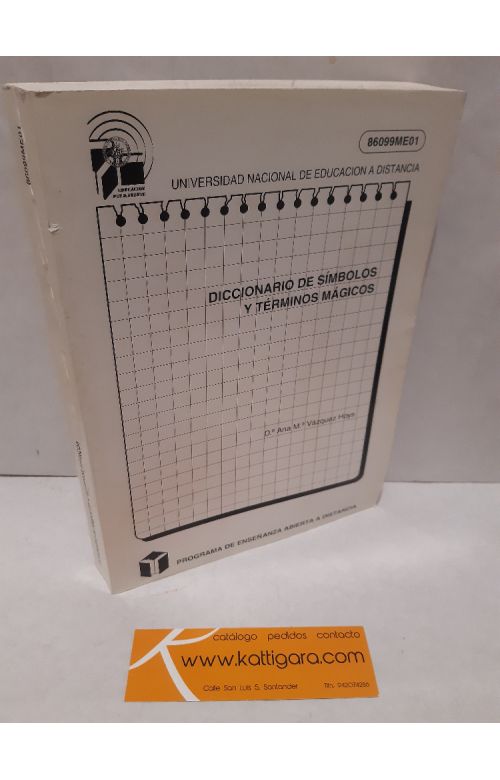 86099ME01
UNIVERSIDAD NACIONAL DE EDUCACION A DISTANCIA
DICCIONARIO DE SÍMBOLOS
Y TÉRMINOS MÁGICOS
D.ª Ana M.ª Vázquez Hoys
PROGRAMA DE ENSEÑANZA ABIERTA A DISTANCIA
86099ME01
catálogo pedidos contacto
www.kattigara.com
Calle San Luis 5. Santander